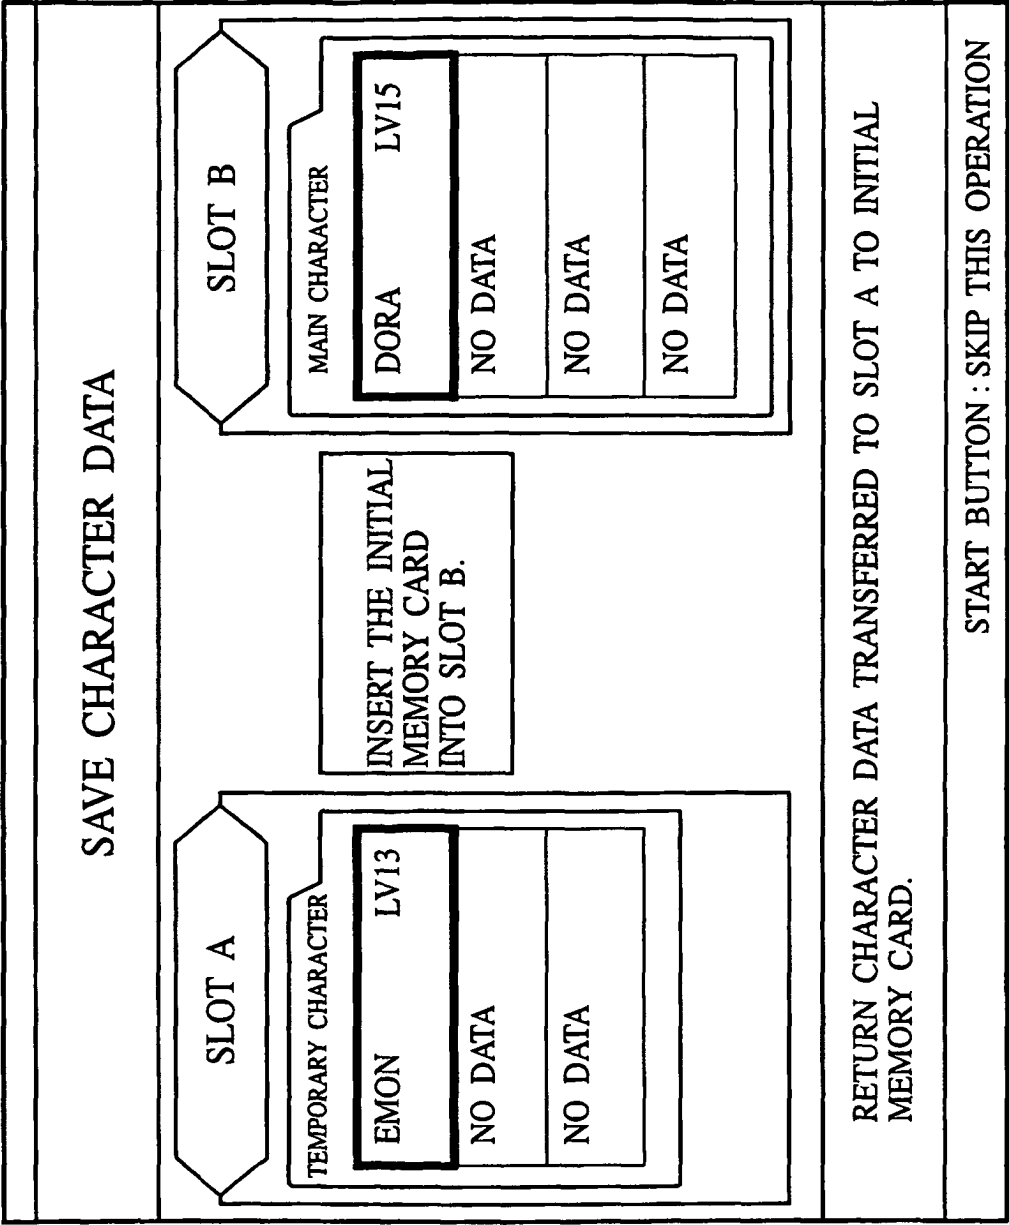 SAVE CHARACTER DATA
SLOT A
TEMPORARY CHARACTER
EMON LV13
NO DATA
NO DATA
INSERT THE INITIAL
MEMORY CARD
INTO SLOT B.
SLOT B
MAIN CHARACTER
DORA LV15
NO DATA
NO DATA
NO DATA
RETURN CHARACTER DATA TRANSFERRED TO SLOT A TO INITIAL
MEMORY CARD.
START BUTTON : SKIP THIS OPERATION